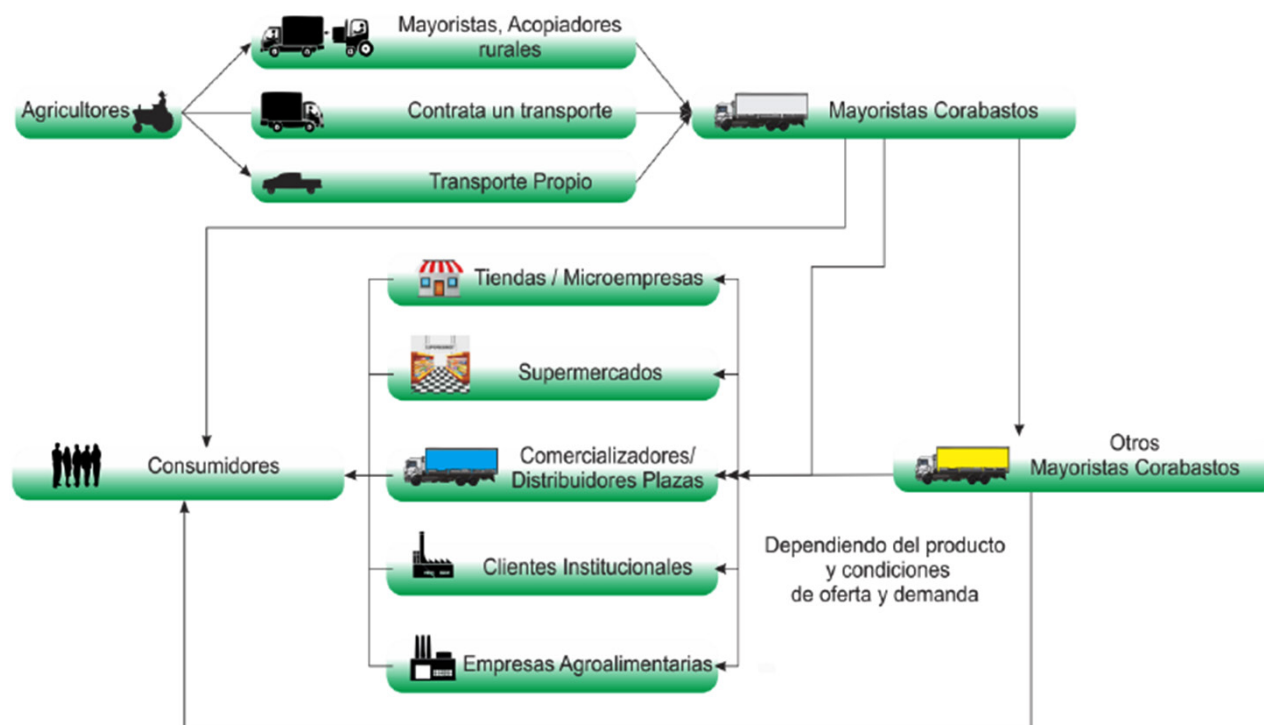 Mayoristas, Acopiadores
rurales
Agricultores
Contrata un transporte
Mayoristas Corabastos
Transporte Propio
Tiendas / Microempresas
Supermercados
Consumidores
Comercializadores/
Distribuidores Plazas
Otros
Mayoristas Corabastos
Clientes Institucionales
Dependiendo del producto
y condiciones
de oferta y demanda
Empresas Agroalimentarias